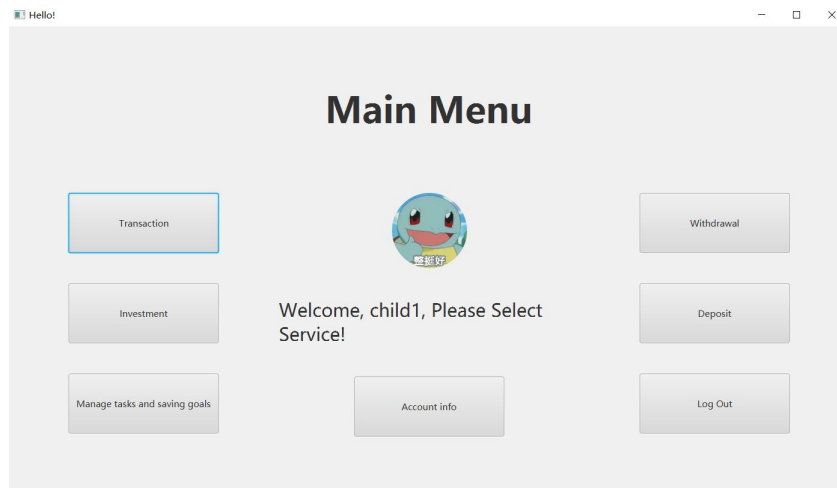 Hello!
Main Menu
Transaction
Withdrawal
整挺好
Investment
Welcome, child1, Please Select
Service!
Deposit
Manage tasks and saving goals
Account info
Log Out